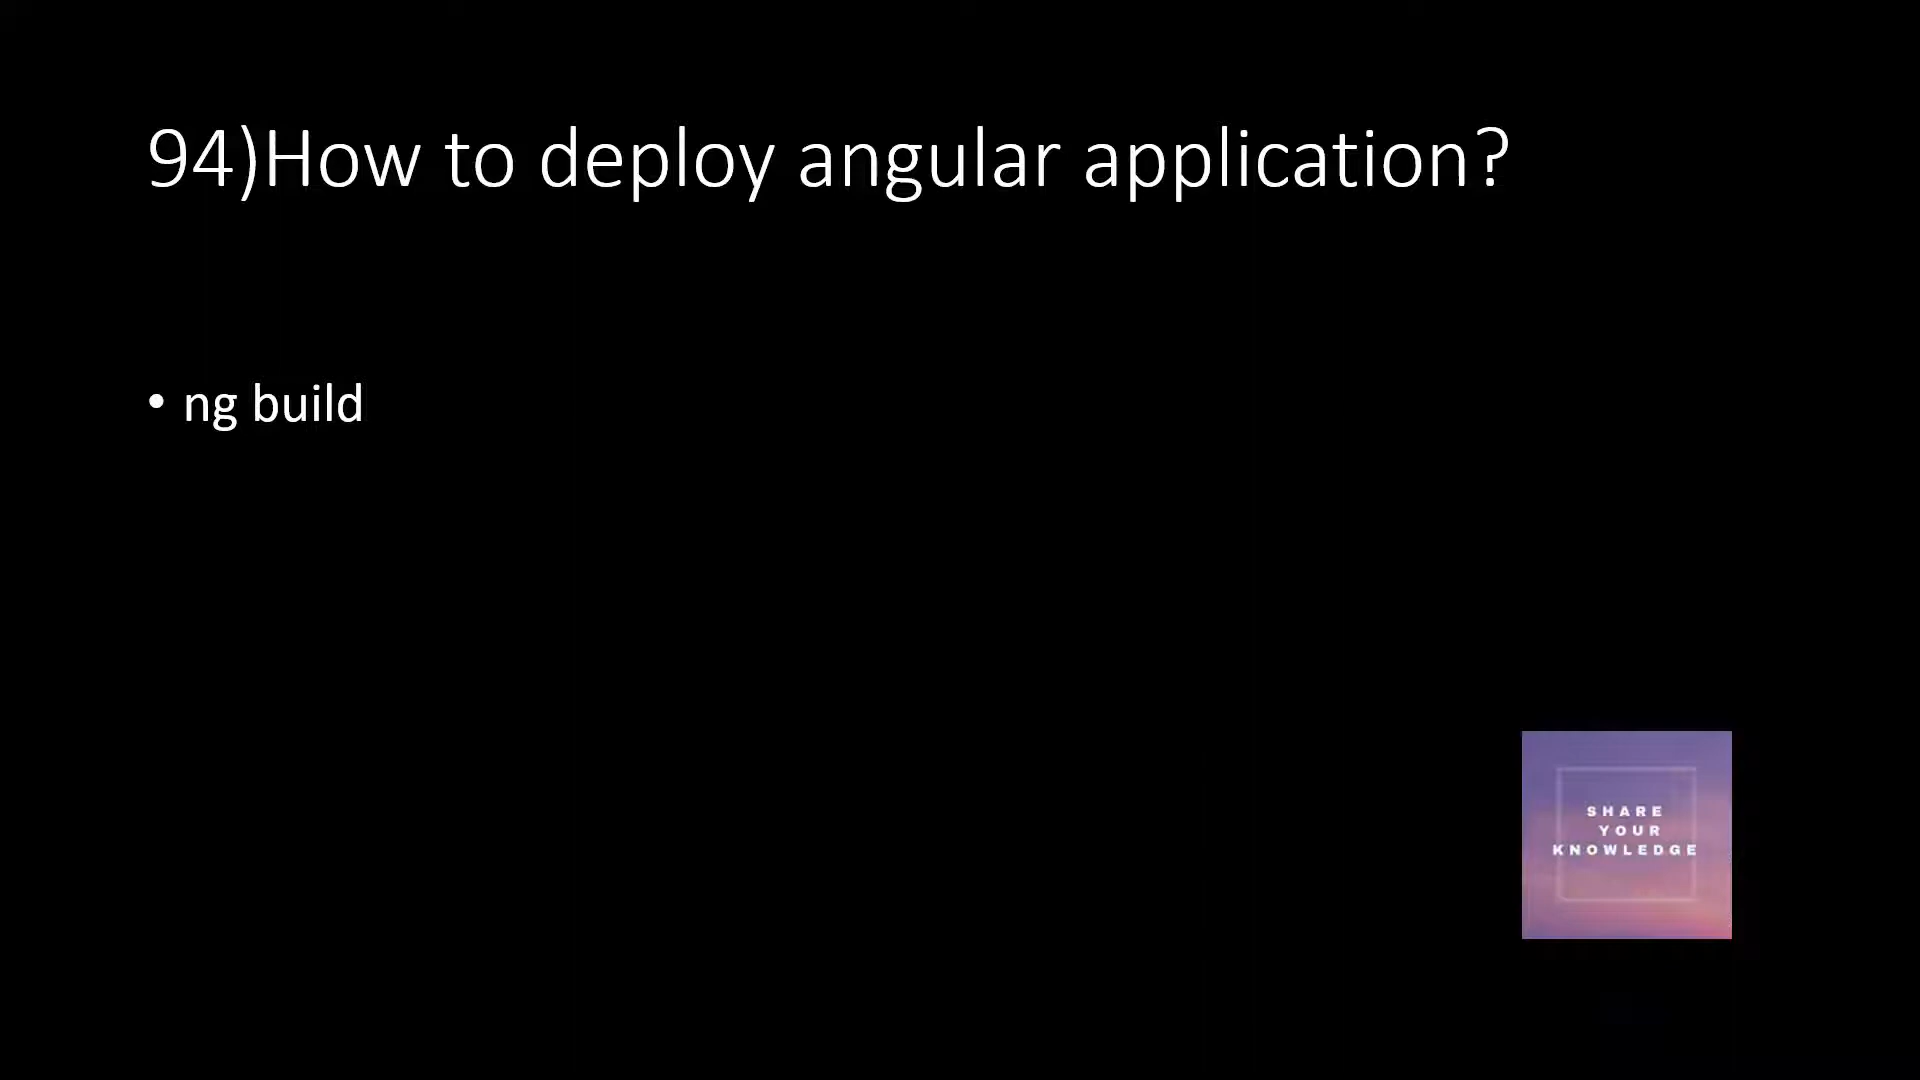 94)How to deploy angular application?
• ng build
SHARE
YOUR
KNOWLEDGE